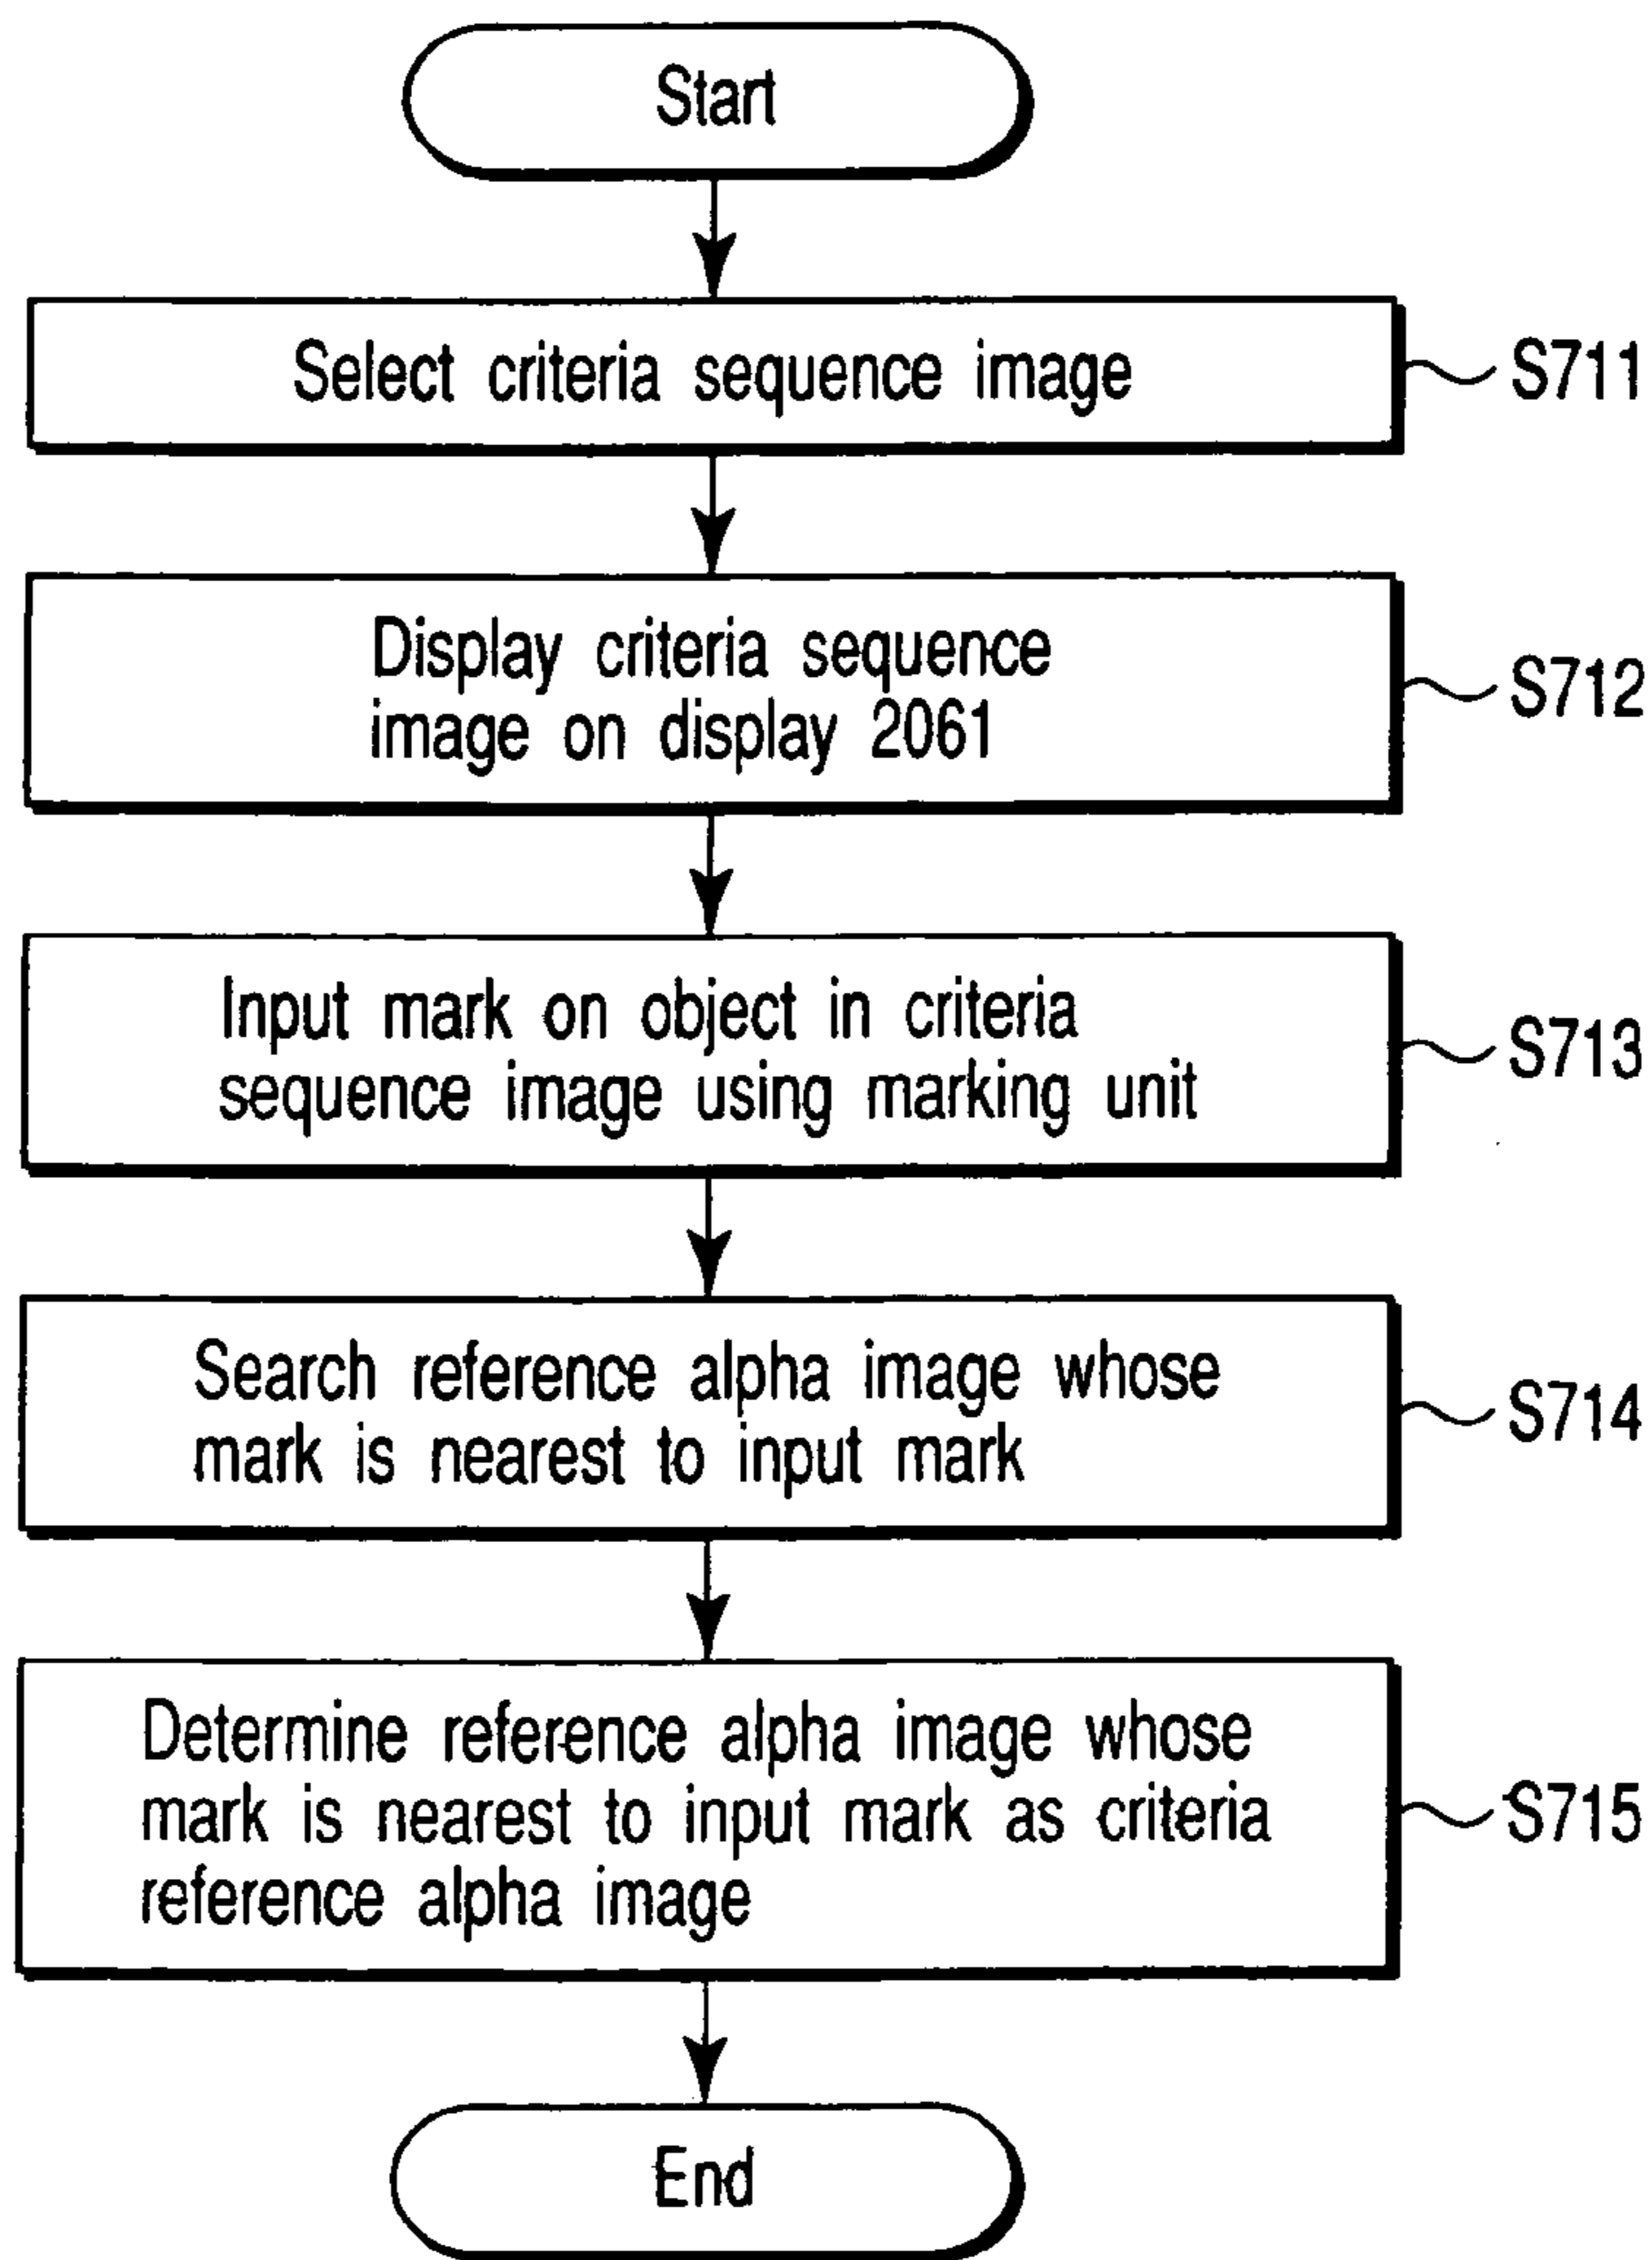 Start
Select criteria sequence image
S711
Display criteria sequence
image on display 2061
S712
Input mark on object in criteria
sequence image using marking unit
S713
Search reference alpha image whose
mark is nearest to input mark
S714
Determine reference alpha image whose
mark is nearest to input mark as criteria
reference alpha image
S715
End